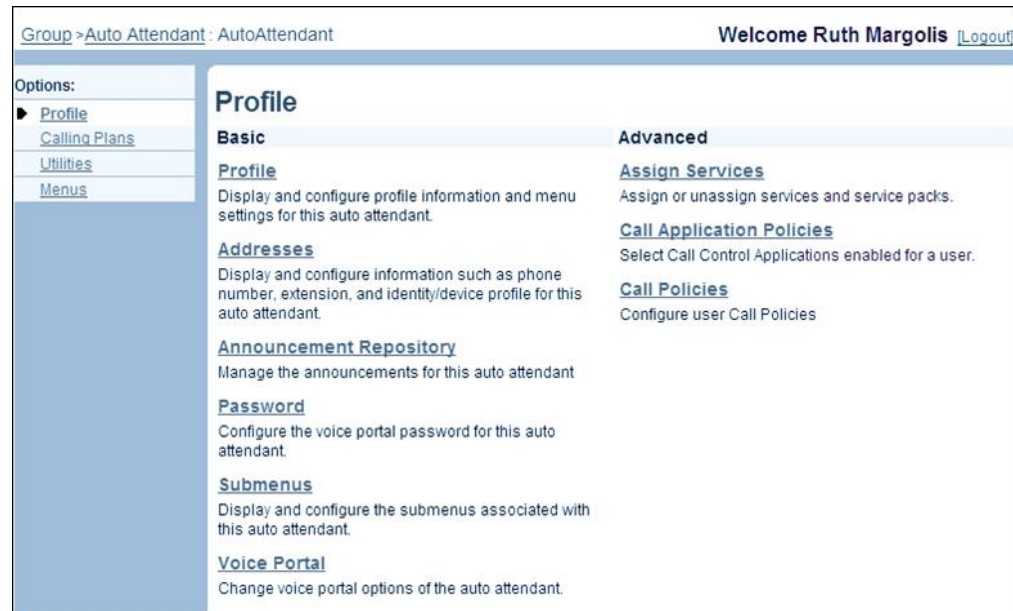 Group >Auto Attendant : AutoAttendant
Welcome Ruth Margolis [Logout]
Options:
Profile
Calling Plans
Utilities
Menus
Profile
Basic
Profile
Display and configure profile information and menu
settings for this auto attendant.
Addresses
Display and configure information such as phone
number, extension, and identity/device profile for this
auto attendant.
Announcement Repository
Manage the announcements for this auto attendant
Password
Configure the voice portal password for this auto
attendant.
Submenus
Display and configure the submenus associated with
this auto attendant.
Voice Portal
Change voice portal options of the auto attendant.
Advanced
Assign Services
Assign or unassign services and service packs.
Call Application Policies
Select Call Control Applications enabled for a user.
Call Policies
Configure user Call Policies